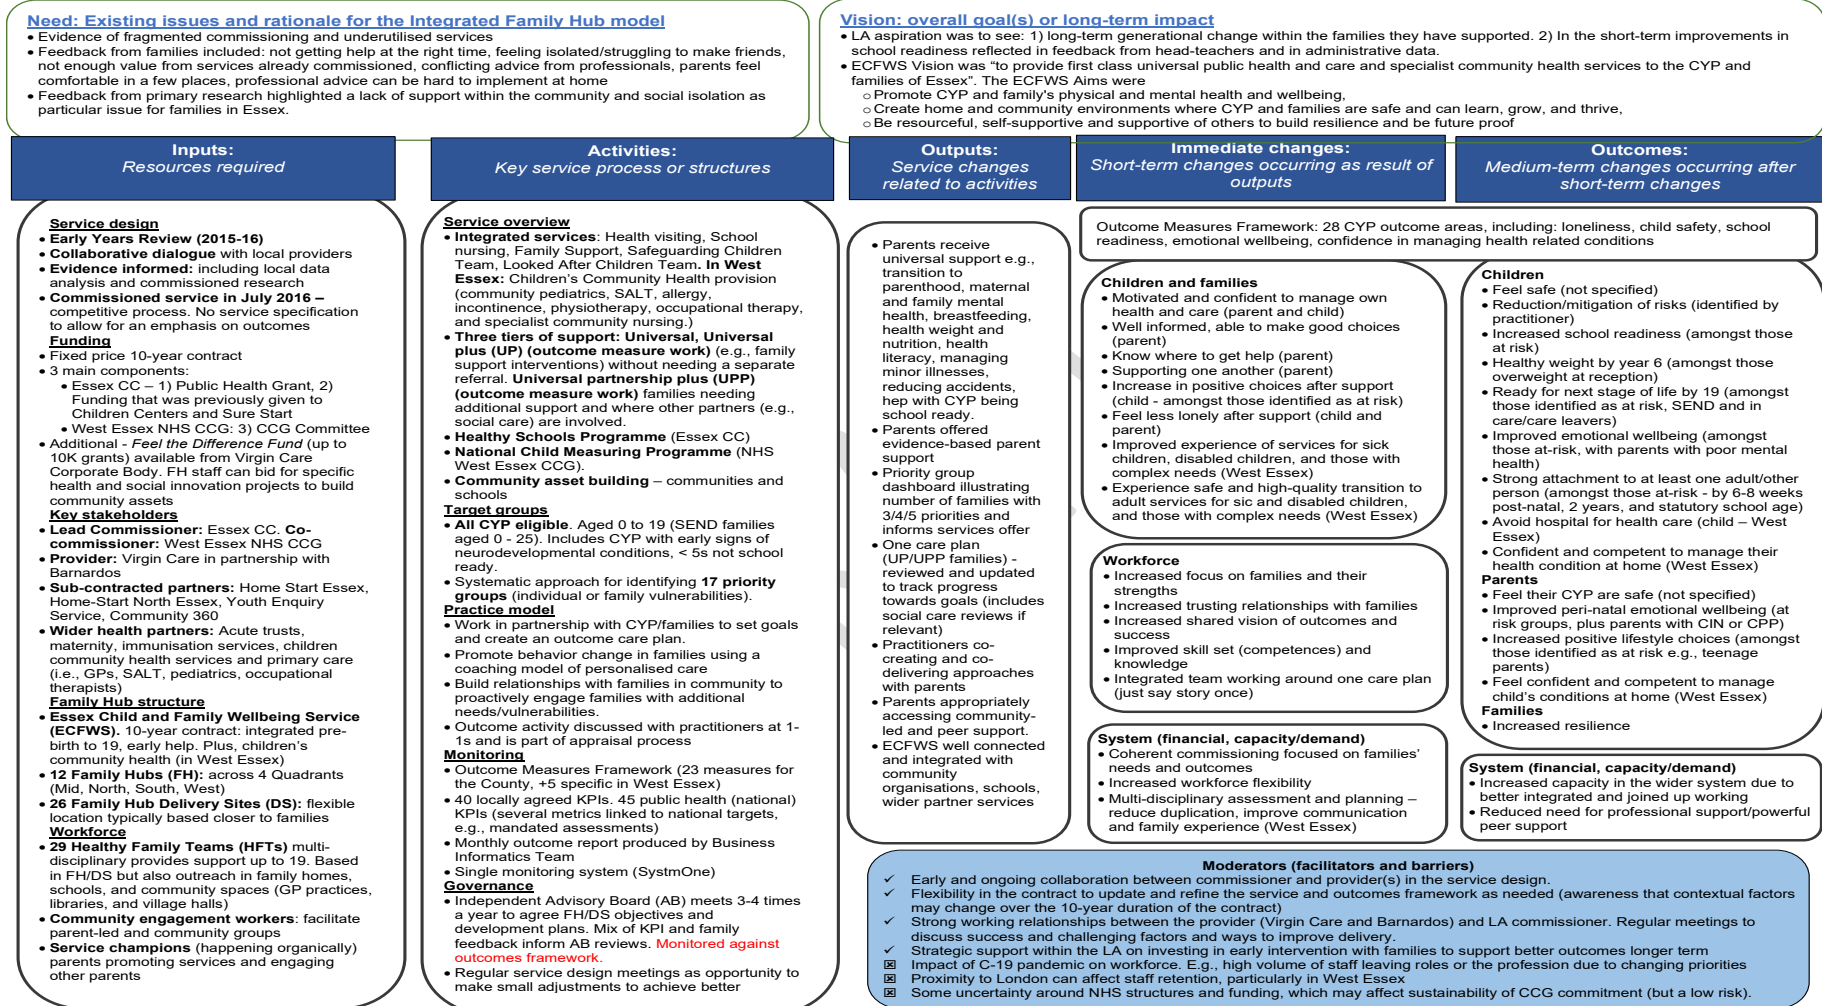 Need: Existing issues and rationale for the Integrated Family Hub model
• Evidence of fragmented commissioning and underutilised services
• Feedback from families included: not getting help at the right time, feeling isolated/struggling to make friends,
not enough value from services already commissioned, conflicting advice from professionals, parents feel
comfortable in a few places, professional advice can be hard to implement at home
• Feedback from primary research highlighted a lack of support within the community and social isolation as
particular issue for families in Essex.
Vision: overall goal(s) or long-term impact
• LA aspiration was to see: 1) long-term generational change within the families they have supported. 2) In the short-term improvements in
school readiness reflected in feedback from head-teachers and in administrative data.
• ECFWS Vision was “to provide first class universal public health and care and specialist community health services to the CYP and
families of Essex”. The ECFWS Aims were
o Promote CYP and family's physical and mental health and wellbeing,
o Create home and community environments where CYP and families are safe and can learn, grow, and thrive,
o Be resourceful, self-supportive and supportive of others to build resilience and be future proof
Inputs:
Resources required
Service design
• Early Years Review (2015-16)
• Collaborative dialogue with local providers
• Evidence informed: including local data
analysis and commissioned research
• Commissioned service in July 2016 –
competitive process. No service specification
to allow for an emphasis on outcomes
Funding
• Fixed price 10-year contract
• 3 main components:
• Essex CC – 1) Public Health Grant, 2)
Funding that was previously given to
Children Centers and Sure Start
• West Essex NHS CCG: 3) CCG Committee
• Additional - Feel the Difference Fund (up to
10K grants) available from Virgin Care
Corporate Body. FH staff can bid for specific
health and social innovation projects to build
community assets
Key stakeholders
• Lead Commissioner: Essex CC. Co-
commissioner: West Essex NHS CCG
• Provider: Virgin Care in partnership with
Barnardos
• Sub-contracted partners: Home Start Essex,
Home-Start North Essex, Youth Enquiry
Service, Community 360
• Wider health partners: Acute trusts,
maternity, immunisation services, children
community health services and primary care
(i.e., GPs, SALT, pediatrics, occupational
therapists)
Family Hub structure
• Essex Child and Family Wellbeing Service
(ECFWS). 10-year contract: integrated pre-
birth to 19, early help. Plus, children's
community health (in West Essex)
• 12 Family Hubs (FH): across 4 Quadrants
(Mid, North, South, West)
• 26 Family Hub Delivery Sites (DS): flexible
location typically based closer to families
Workforce
• 29 Healthy Family Teams (HFTs) multi-
disciplinary provides support up to 19. Based
in FH/DS but also outreach in family homes,
schools, and community spaces (GP practices,
libraries, and village halls)
• Community engagement workers: facilitate
parent-led and community groups
• Service champions (happening organically)
parents promoting services and engaging
other parents
Activities:
Key service process or structures
Service overview
• Integrated services: Health visiting, School
nursing, Family Support, Safeguarding Children
Team, Looked After Children Team. In West
Essex: Children's Community Health provision
(community pediatrics, SALT, allergy,
incontinence, physiotherapy, occupational therapy,
and specialist community nursing.)
• Three tiers of support: Universal, Universal
plus (UP) (outcome measure work) (e.g., family
support interventions) without needing a separate
referral. Universal partnership plus (UPP)
(outcome measure work) families needing
additional support and where other partners (e.g.,
social care) are involved.
• Healthy Schools Programme (Essex CC)
• National Child Measuring Programme (NHS
West Essex CCG).
• Community asset building – communities and
schools
Target groups
• All CYP eligible. Aged 0 to 19 (SEND families
aged 0 - 25). Includes CYP with early signs of
neurodevelopmental conditions, < 5s not school
ready.
• Systematic approach for identifying 17 priority
groups (individual or family vulnerabilities).
Practice model
• Work in partnership with CYP/families to set goals
and create an outcome care plan.
• Promote behavior change in families using a
coaching model of personalised care
• Build relationships with families in community to
proactively engage families with additional
needs/vulnerabilities.
• Outcome activity discussed with practitioners at 1-
1s and is part of appraisal process
Monitoring
• Outcome Measures Framework (23 measures for
the County, +5 specific in West Essex)
• 40 locally agreed KPIs. 45 public health (national)
KPIs (several metrics linked to national targets,
e.g., mandated assessments)
• Monthly outcome report produced by Business
Informatics Team
• Single monitoring system (SystmOne)
Governance
• Independent Advisory Board (AB) meets 3-4 times
a year to agree FH/DS objectives and
development plans. Mix of KPI and family
feedback inform AB reviews. Monitored against
outcomes framework.
• Regular service design meetings as opportunity to
make small adjustments to achieve better
Outputs:
Service changes
related to activities
• Parents receive
universal support e.g.,
transition to
parenthood, maternal
and family mental
health, breastfeeding,
health weight and
nutrition, health
literacy, managing
minor illnesses,
reducing accidents,
hep with CYP being
school ready.
• Parents offered
evidence-based parent
support
• Priority group
dashboard illustrating
number of families with
3/4/5 priorities and
informs services offer
• One care plan
(UP/UPP families) -
reviewed and updated
to track progress
towards goals (includes
social care reviews if
relevant)
• Practitioners co-
creating and co-
delivering approaches
with parents
• Parents appropriately
accessing community-
led and peer support.
• ECFWS well connected
and integrated with
community
organisations, schools,
wider partner services
Immediate changes:
Short-term changes occurring as result of
outputs
Outcomes:
Medium-term changes occurring after
short-term changes
Outcome Measures Framework: 28 CYP outcome areas, including: loneliness, child safety, school
readiness, emotional wellbeing, confidence in managing health related conditions
Children and families
• Motivated and confident to manage own
health and care (parent and child)
• Well informed, able to make good choices
(parent)
• Know where to get help (parent)
• Supporting one another (parent)
• Increase in positive choices after support
(child - amongst those identified as at risk)
• Feel less lonely after support (child and
parent)
• Improved experience of services for sick
children, disabled children, and those with
complex needs (West Essex)
• Experience safe and high-quality transition to
adult services for sic and disabled children,
and those with complex needs (West Essex)
Workforce
• Increased focus on families and their
strengths
• Increased trusting relationships with families
• Increased shared vision of outcomes and
success
• Improved skill set (competences) and
knowledge
• Integrated team working around one care plan
(just say story once)
System (financial, capacity/demand)
• Coherent commissioning focused on families'
needs and outcomes
• Increased workforce flexibility
• Multi-disciplinary assessment and planning –
reduce duplication, improve communication
and family experience (West Essex)
Children
• Feel safe (not specified)
• Reduction/mitigation of risks (identified by
practitioner)
• Increased school readiness (amongst those
at risk)
• Healthy weight by year 6 (amongst those
overweight at reception)
• Ready for next stage of life by 19 (amongst
those identified as at risk, SEND and in
care/care leavers)
• Improved emotional wellbeing (amongst
those at-risk, with parents with poor mental
health)
• Strong attachment to at least one adult/other
person (amongst those at-risk - by 6-8 weeks
post-natal, 2 years, and statutory school age)
• Avoid hospital for health care (child – West
Essex)
• Confident and competent to manage their
health condition at home (West Essex)
Parents
• Feel their CYP are safe (not specified)
• Improved peri-natal emotional wellbeing (at
risk groups, plus parents with CIN or CPP)
• Increased positive lifestyle choices (amongst
those identified as at risk e.g., teenage
parents)
• Feel confident and competent to manage
child's conditions at home (West Essex)
Families
• Increased resilience
System (financial, capacity/demand)
• Increased capacity in the wider system due to
better integrated and joined up working
• Reduced need for professional support/powerful
peer support
Moderators (facilitators and barriers)
✓ Early and ongoing collaboration between commissioner and provider(s) in the service design.
✓ Flexibility in the contract to update and refine the service and outcomes framework as needed (awareness that contextual factors
may change over the 10-year duration of the contract)
✓ Strong working relationships between the provider (Virgin Care and Barnardos) and LA commissioner. Regular meetings to
discuss success and challenging factors and ways to improve delivery.
✓ Strategic support within the LA on investing in early intervention with families to support better outcomes longer term
☒ Impact of C-19 pandemic on workforce. E.g., high volume of staff leaving roles or the profession due to changing priorities
☒ Proximity to London can affect staff retention, particularly in West Essex
☒ Some uncertainty around NHS structures and funding, which may affect sustainability of CCG commitment (but a low risk).